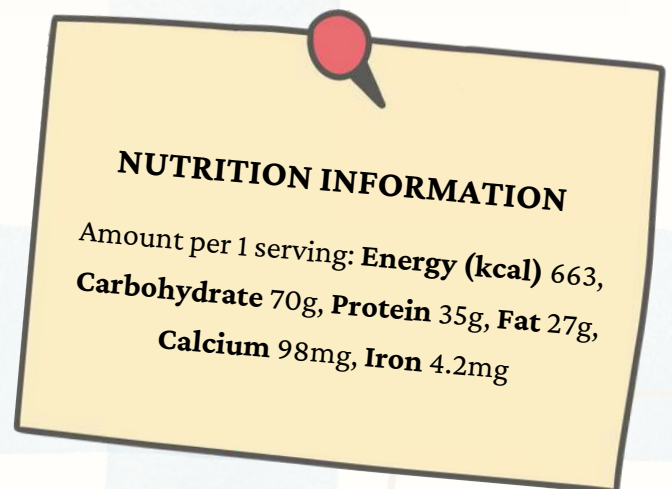 NUTRITION INFORMATION
Amount per 1 serving: Energy (kcal) 663,
Carbohydrate 70g, Protein 35g, Fat 27g,
Calcium 98mg, Iron 4.2mg